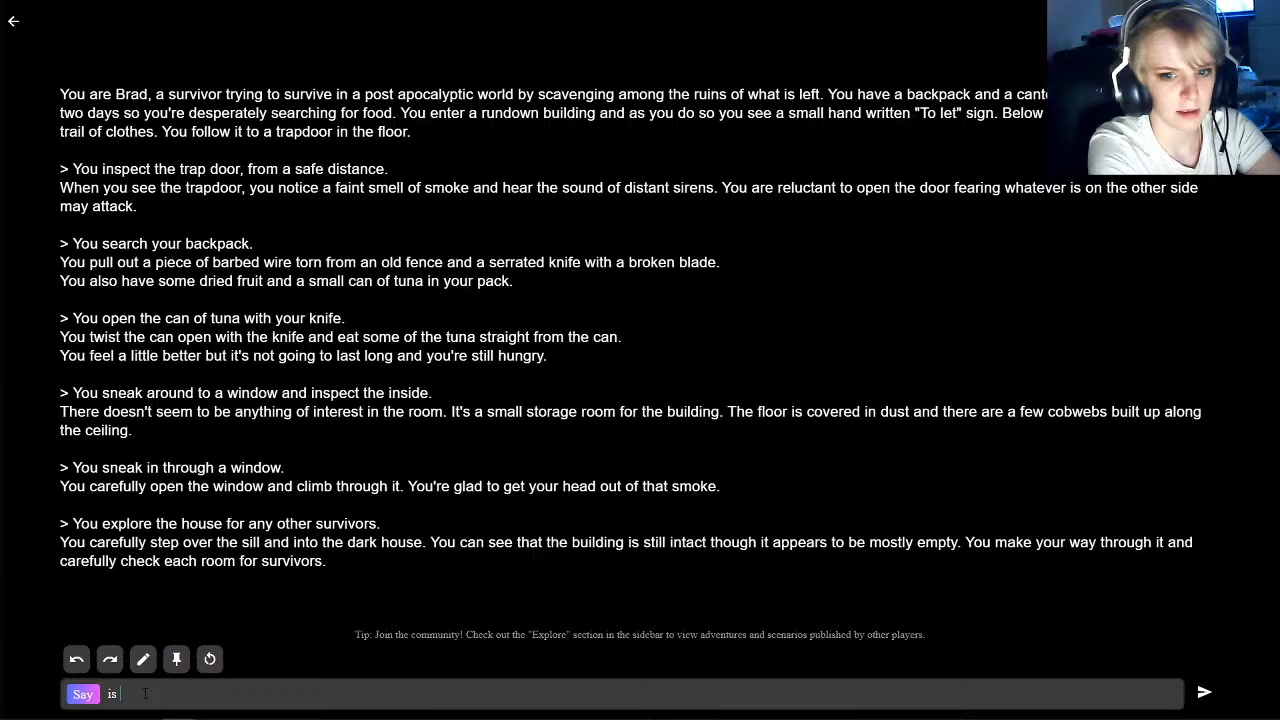 You are Brad, a survivor trying to survive in a post apocalyptic world by scavenging among the ruins of what is left. You have a backpack and a
two days so you're desperately searching for food. You enter a rundown building and as you do so you see a small hand written "To let" sign. Below
trail of clothes. You follow it to a trapdoor in the floor.
> You inspect the trap door, from a safe distance.
When you see the trapdoor, you notice a faint smell of smoke and hear the sound of distant sirens. You are reluctant to open the door fearing whatever is on the other side
may attack.
> You search your backpack.
You pull out a piece of barbed wire torn from an old fence and a serrated knife with a broken blade.
You also have some dried fruit and a small can of tuna in your pack.
> You open the can of tuna with your knife.
You twist the can open with the knife and eat some of the tuna straight from the can.
You feel a little better but it's not going to last long and you're still hungry.
> You sneak around to a window and inspect the inside.
There doesn't seem to be anything of interest in the room. It's a small storage room for the building. The floor is covered in dust and there are a few cobwebs built up along
the ceiling.
> You sneak in through a window.
You carefully open the window and climb through it. You're glad to get your head out of that smoke.
> You explore the house for any other survivors.
You carefully step over the sill and into the dark house. You can see that the building is still intact though it appears to be mostly empty. You make your way through it and
carefully check each room for survivors.
Tip: Join the community! Check out the "Explore" section in the sidebar to view adventures and scenarios published by other players.
Say is